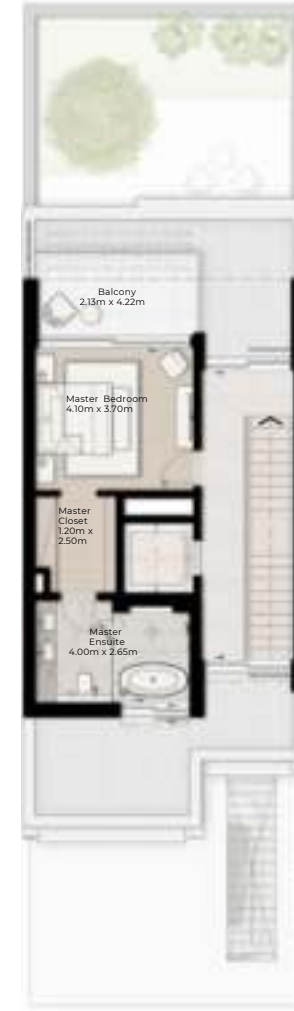 Balcony
2.13m x 4.22m
Master Bedroom
4.10m x 3.70m
Master
Closet
1.20m x
2.50m
Master
Ensuite
4.00m x 2.65m